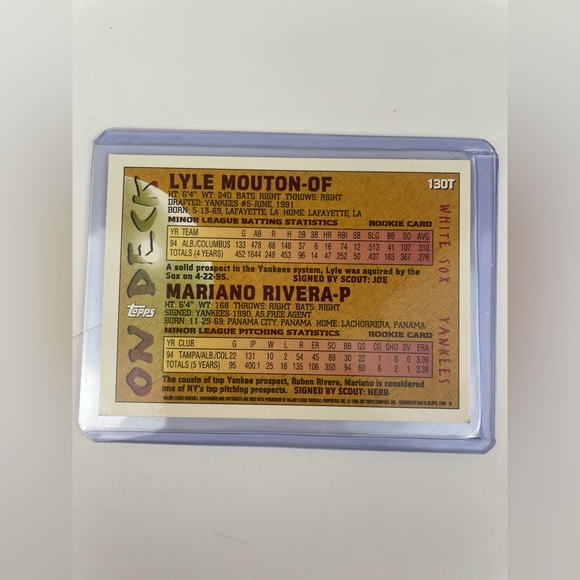 ON DECK
topps
LYLE MOUTON-OF
130T
HT: 6'4" WT: 240 BATS: RIGHT THROWS: RIGHT
DRAFTED: YANKEES #5-JUNE, 1991
BORN: 5-13-69, LAFAYETTE, LA HOME: LAFAYETTE, LA
MINOR LEAGUE BATTING STATISTICS ROOKIE CARD
YR TEAM G AB R H 2B 3B HR RBI SB SLG BB SO AVG
94 ALB./COLUMBUS 133 478 68 148 37 6 16 74 12 .513 41 107 .310
TOTALS (4 YEARS) 452 1644 248 453 96 14 47 252 50 .437 163 367 .276
A solid prospect in the Yankees system, Lyle was aquired by the
Sox on 4-22-95. SIGNED BY SCOUT: JOE
MARIANO RIVERA-P
HT: 6'4" WT: 168 THROWS: RIGHT BATS: RIGHT
SIGNED: YANKEES-1990, AS FREE AGENT
BORN: 11-29-69, PANAMA CITY, PANAMA HOME: LACHORRERA, PANAMA
MINOR LEAGUE PITCHING STATISTICS ROOKIE CARD
YR CLUB G IP W L R ER SO BB GS CG SHO SV ERA
94 TAMPA/ALB./COL 22 131 10 2 54 45 89 30 22 1 0 0 3.09
TOTALS (5 YEARS) 95 400.1 25 16 135 106 350 94 60 6 2 1 2.38
The cousin of top Yankee prospect, Ruben Rivera, Mariano is considered
one of NY's top pitching prospects. SIGNED BY SCOUT: HERB
WHITE SOX YANKEES